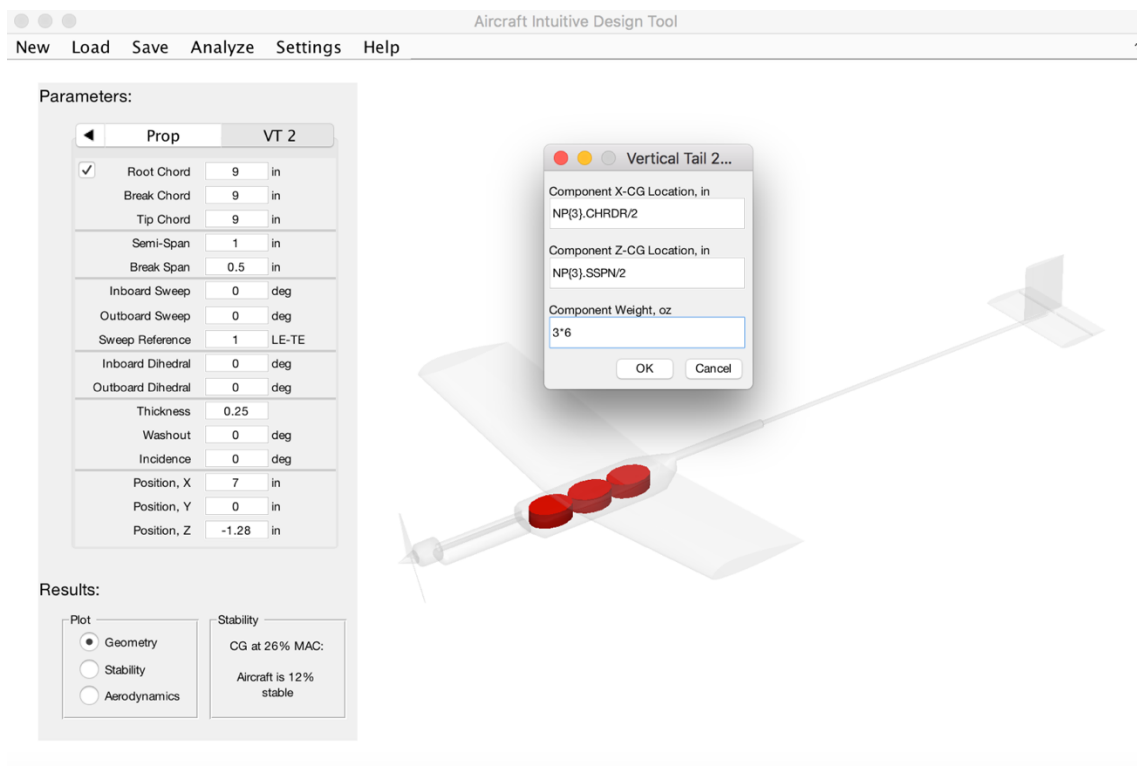 Aircraft Intuitive Design Tool
New Load Save Analyze Settings Help
Parameters:
Prop VT 2
Root Chord 9 in
Break Chord 9 in
Tip Chord 9 in
Semi-Span 1 in
Break Span 0.5 in
Inboard Sweep 0 deg
Outboard Sweep 0 deg
Sweep Reference 1 LE-TE
Inboard Dihedral 0 deg
Outboard Dihedral 0 deg
Thickness 0.25
Washout 0 deg
Incidence 0 deg
Position, X 7 in
Position, Y 0 in
Position, Z -1.28 in
Results:
Plot
Geometry
Stability
Aerodynamics
Stability
CG at 26% MAC:
Aircraft is 12%
stable
Vertical Tail 2...
Component X-CG Location, in
NP{3}.CHRDR/2
Component Z-CG Location, in
NP{3}.SSPN/2
Component Weight, oz
3*6
OK Cancel